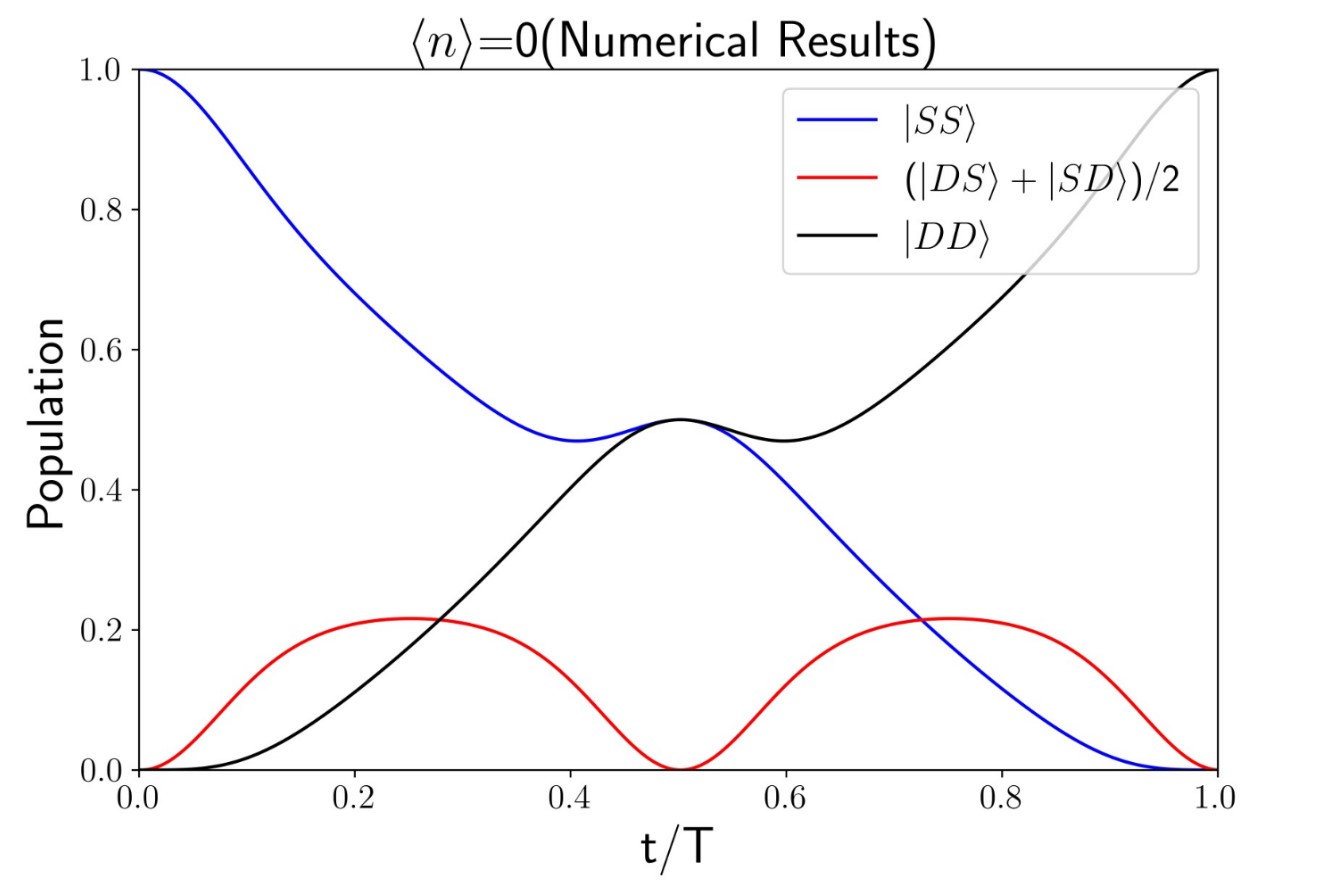 ⟨n⟩=0(Numerical Results)
1.0
0.8
0.6
0.4
0.2
0.0
Population
|SS⟩
(|DS⟩ + |SD⟩)/2
|DD⟩
0.0 0.2 0.4 0.6 0.8 1.0
t/T